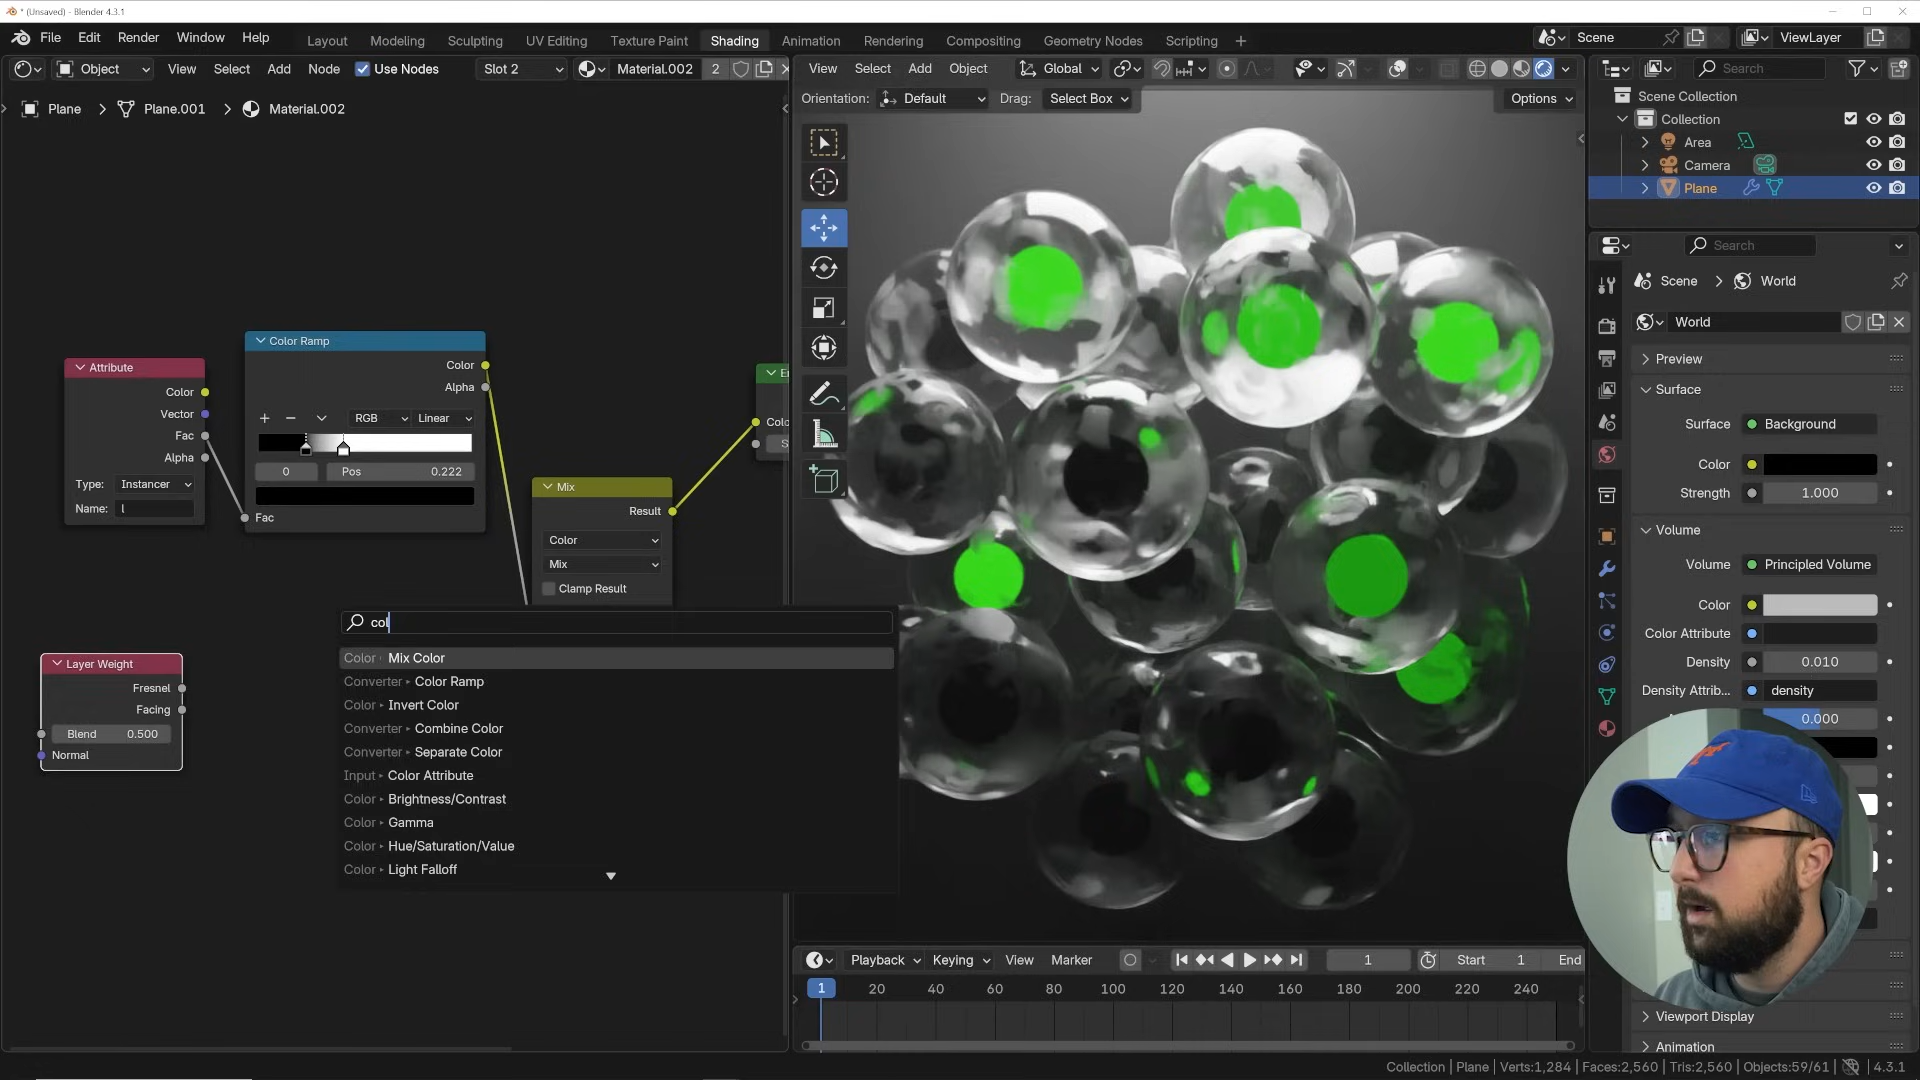 * (Unsaved) - Blender 4.3.1
File Edit Render Window Help
Layout Modeling Sculpting UV Editing Texture Paint Shading Animation Rendering Compositing Geometry Nodes Scripting +
Scene
ViewLayer
Object View Select Add Node Use Nodes Slot 2 Material.002 2
View Select Add Object Global
Search
Plane > Plane.001 > Material.002
Orientation: Default Drag: Select Box Options
Scene Collection
Collection
Area
Camera
Plane
Search
Scene > World
World
Preview
Surface
Surface Background
Color
Strength 1.000
Volume
Volume Principled Volume
Color
Color Attribute
Density 0.010
Density Attrib... density
0.000
Viewport Display
Animation
Attribute
Color
Vector
Fac
Alpha
Type: Instancer
Name: l
Color Ramp
Color
Alpha
RGB Linear
0 Pos 0.222
Fac
Mix
Result
Color
Mix
Clamp Result
Colo
Layer Weight
Fresnel
Facing
Blend 0.500
Normal
col
Color Mix Color
Converter Color Ramp
Color Invert Color
Converter Combine Color
Converter Separate Color
Input Color Attribute
Color Brightness/Contrast
Color Gamma
Color Hue/Saturation/Value
Color Light Falloff
Playback Keying View Marker 1 Start 1 End
1 20 40 60 80 100 120 140 160 180 200 220 240
Collection | Plane | Verts:1,284 | Faces:2,560 | Tris:2,560 | Objects:59/61 | 4.3.1